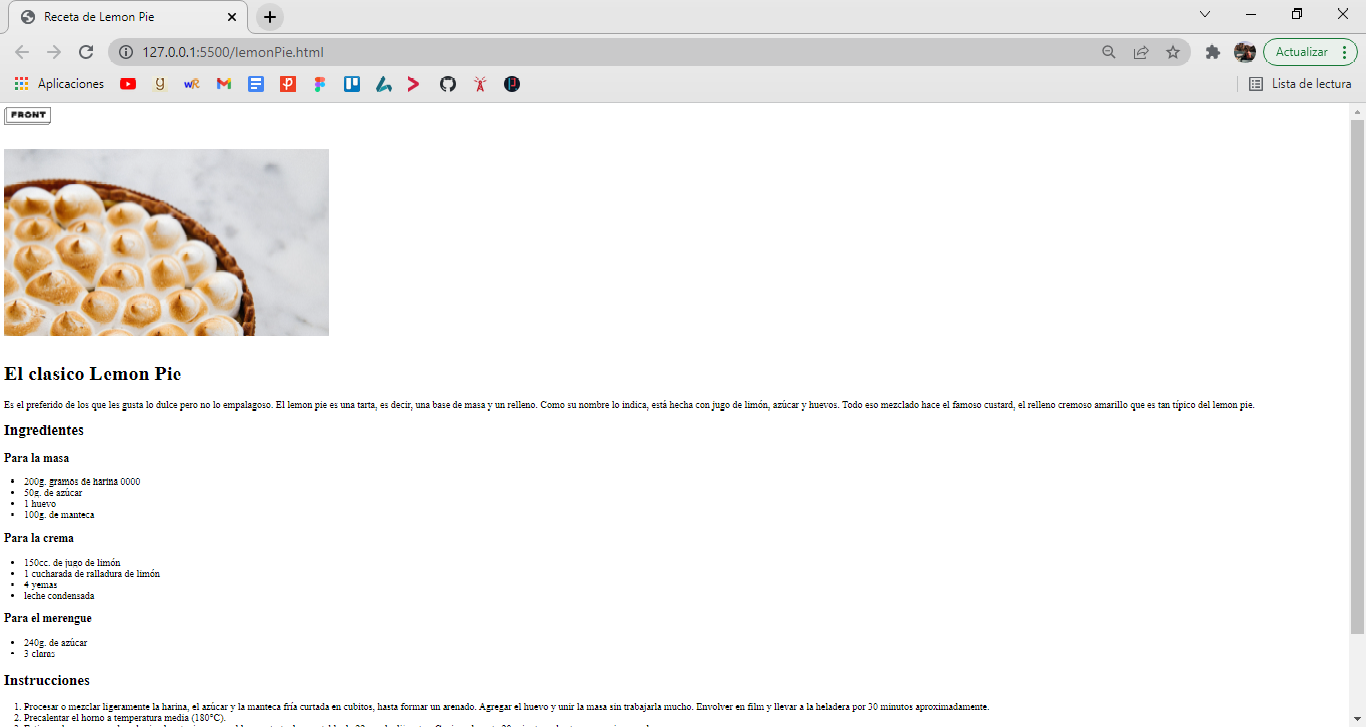 Receta de Lemon Pie
127.0.0.1:5500/lemonPie.html
Actualizar
Aplicaciones
Lista de lectura
FRONT
El clasico Lemon Pie
Es el preferido de los que les gusta lo dulce pero no lo empalagoso. El lemon pie es una tarta, es decir, una base de masa y un relleno. Como su nombre lo indica, está hecha con jugo de limón, azúcar y huevos. Todo eso mezclado hace el famoso custard, el relleno cremoso amarillo que es tan típico del lemon pie.
Ingredientes
Para la masa
200g. gramos de harina 0000
50g. de azúcar
1 huevo
100g. de manteca
Para la crema
150cc. de jugo de limón
1 cucharada de ralladura de limón
4 yemas
leche condensada
Para el merengue
240g. de azúcar
3 claras
Instrucciones
1. Procesar o mezclar ligeramente la harina, el azúcar y la manteca fría curtada en cubitos, hasta formar un arenado. Agregar el huevo y unir la masa sin trabajarla mucho. Envolver en film y llevar a la heladera por 30 minutos aproximadamente.
2. Precalentar el horno a temperatura media (180°C).